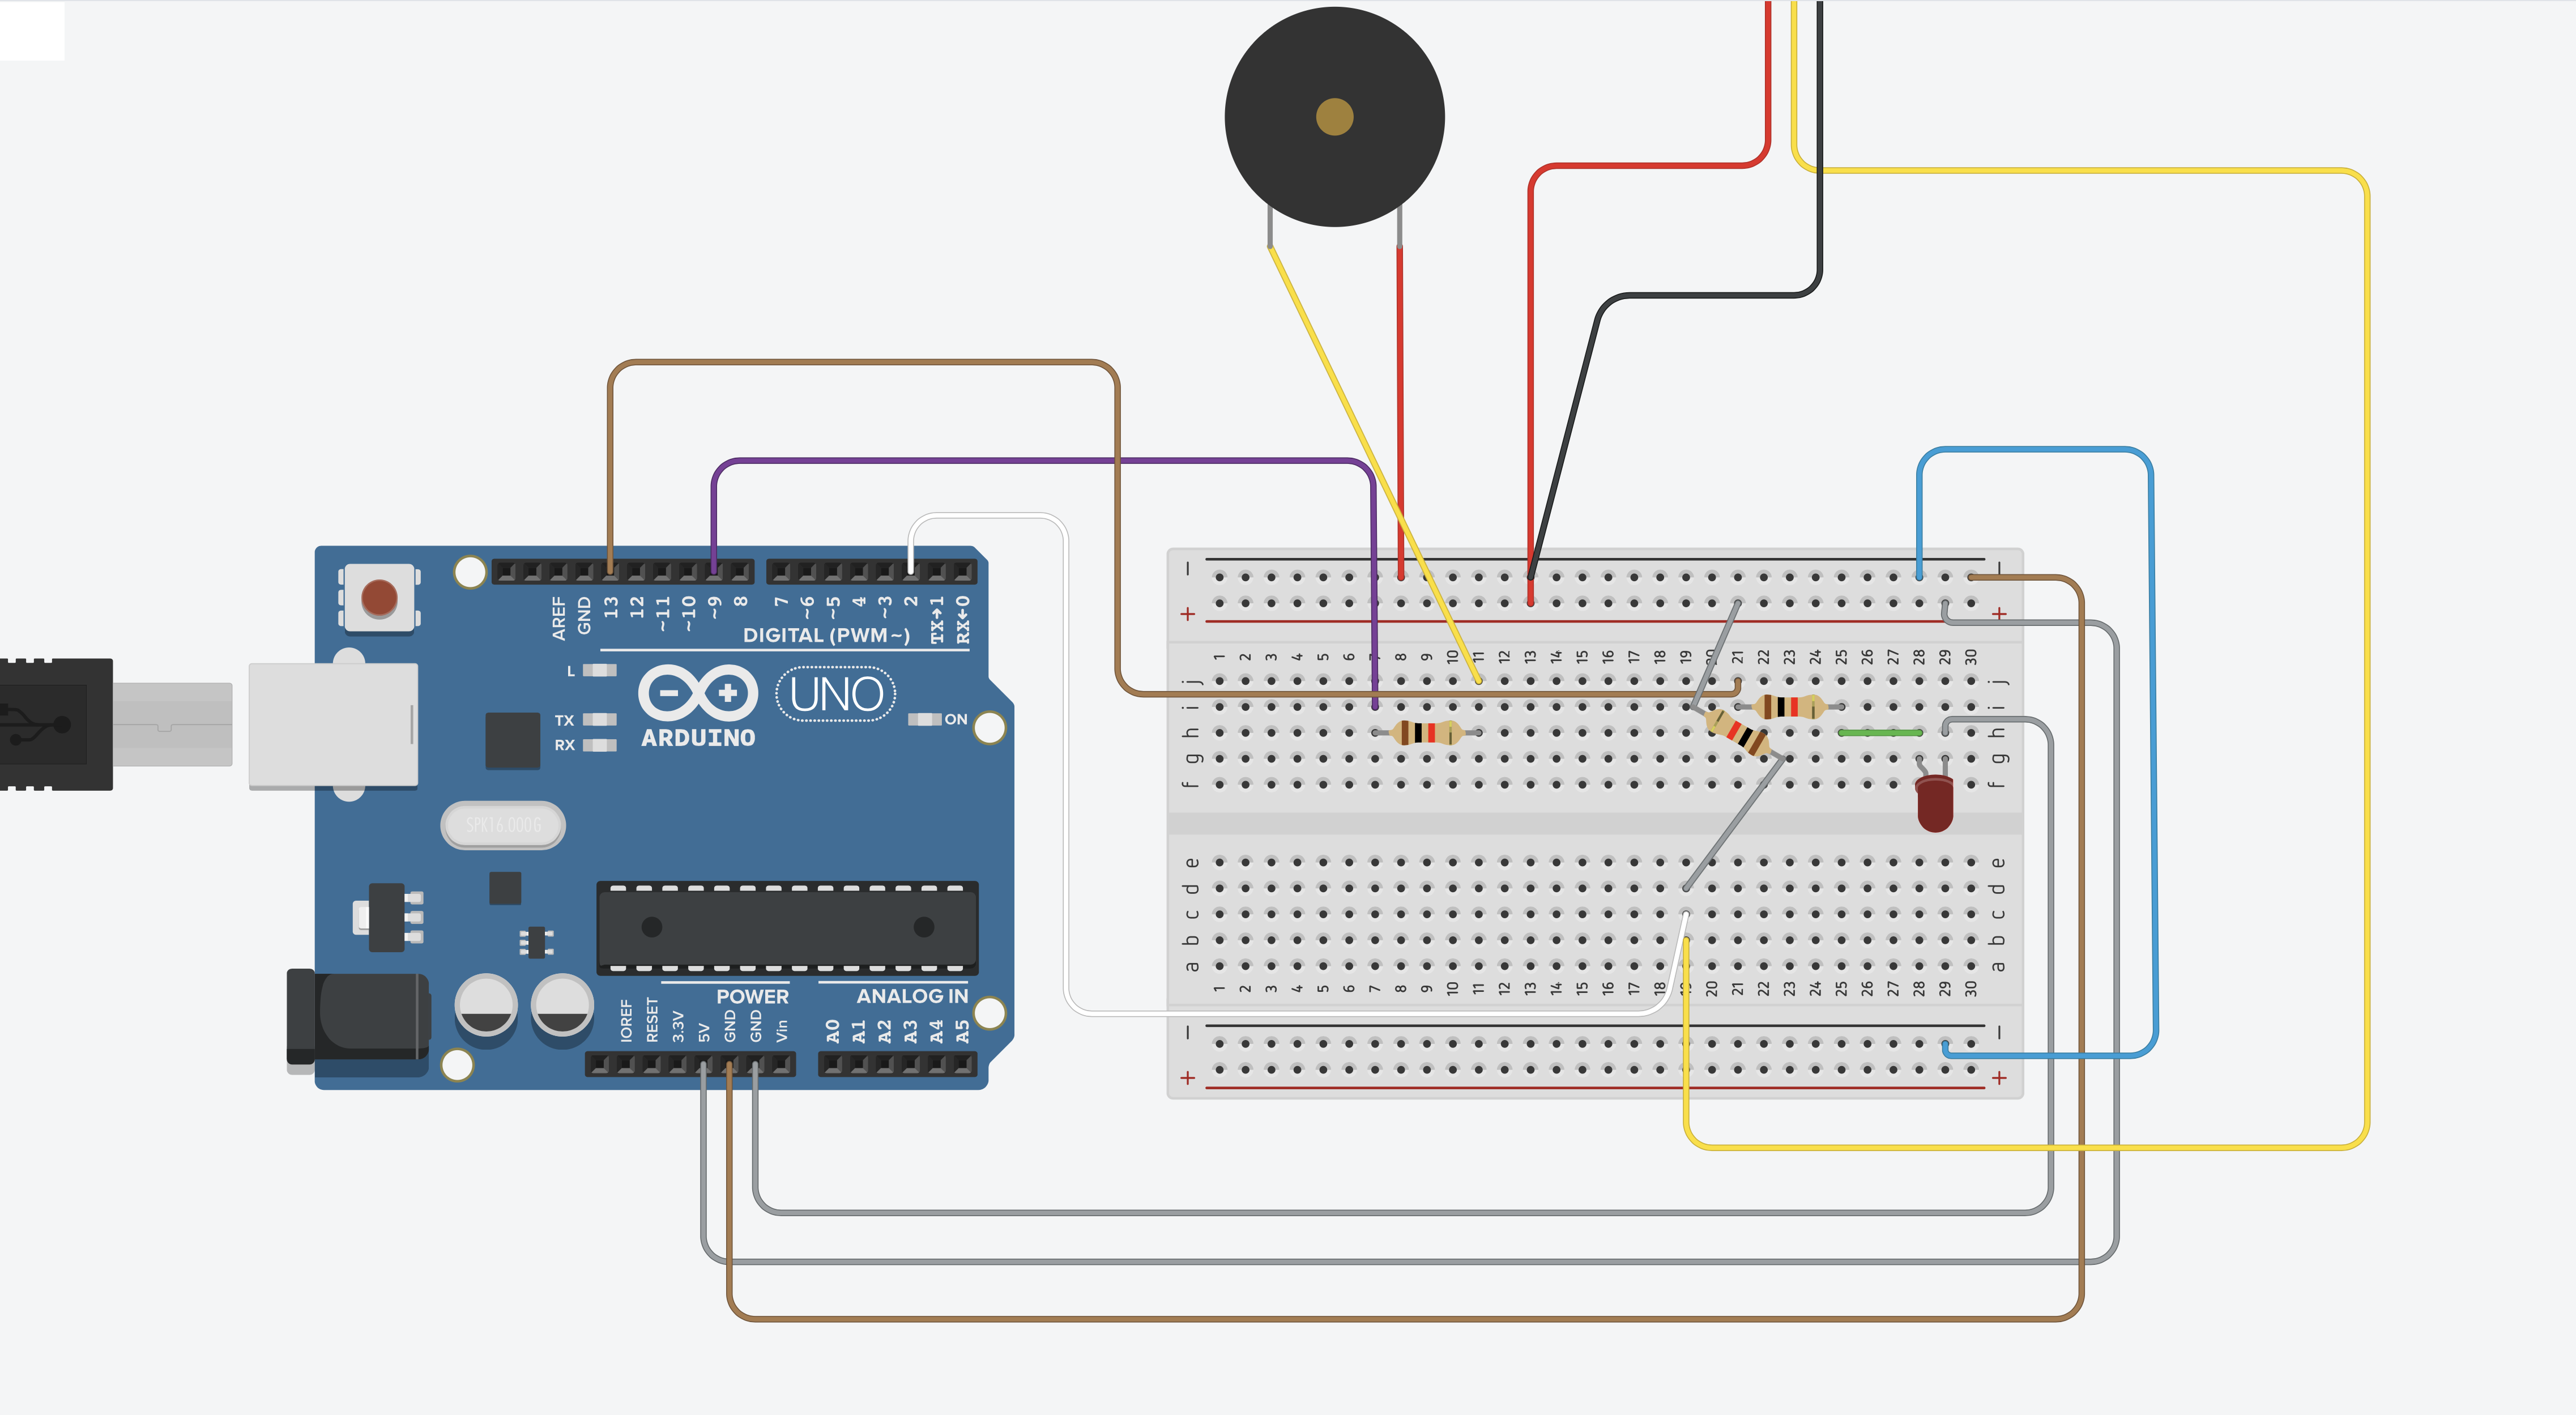 AREF
GND
13
12
~11
~10
~9
8
7
~6
~5
4
~3
2
TX→1
RX←0
DIGITAL (PWM~)
L
TX
RX
ARDUINO
UNO
ON
SPK16.000G
IOREF
RESET
3.3V
5V
GND
GND
Vin
POWER
ANALOG IN
A0
A1
A2
A3
A4
A5
− −
+ +
1 2 3 4 5 6 7 8 9 10 11 12 13 14 15 16 17 18 19 20 21 22 23 24 25 26 27 28 29 30
j j
i i
h h
g g
f f
e e
d d
c c
b b
a a
1 2 3 4 5 6 7 8 9 10 11 12 13 14 15 16 17 18 19 20 21 22 23 24 25 26 27 28 29 30
− −
+ +